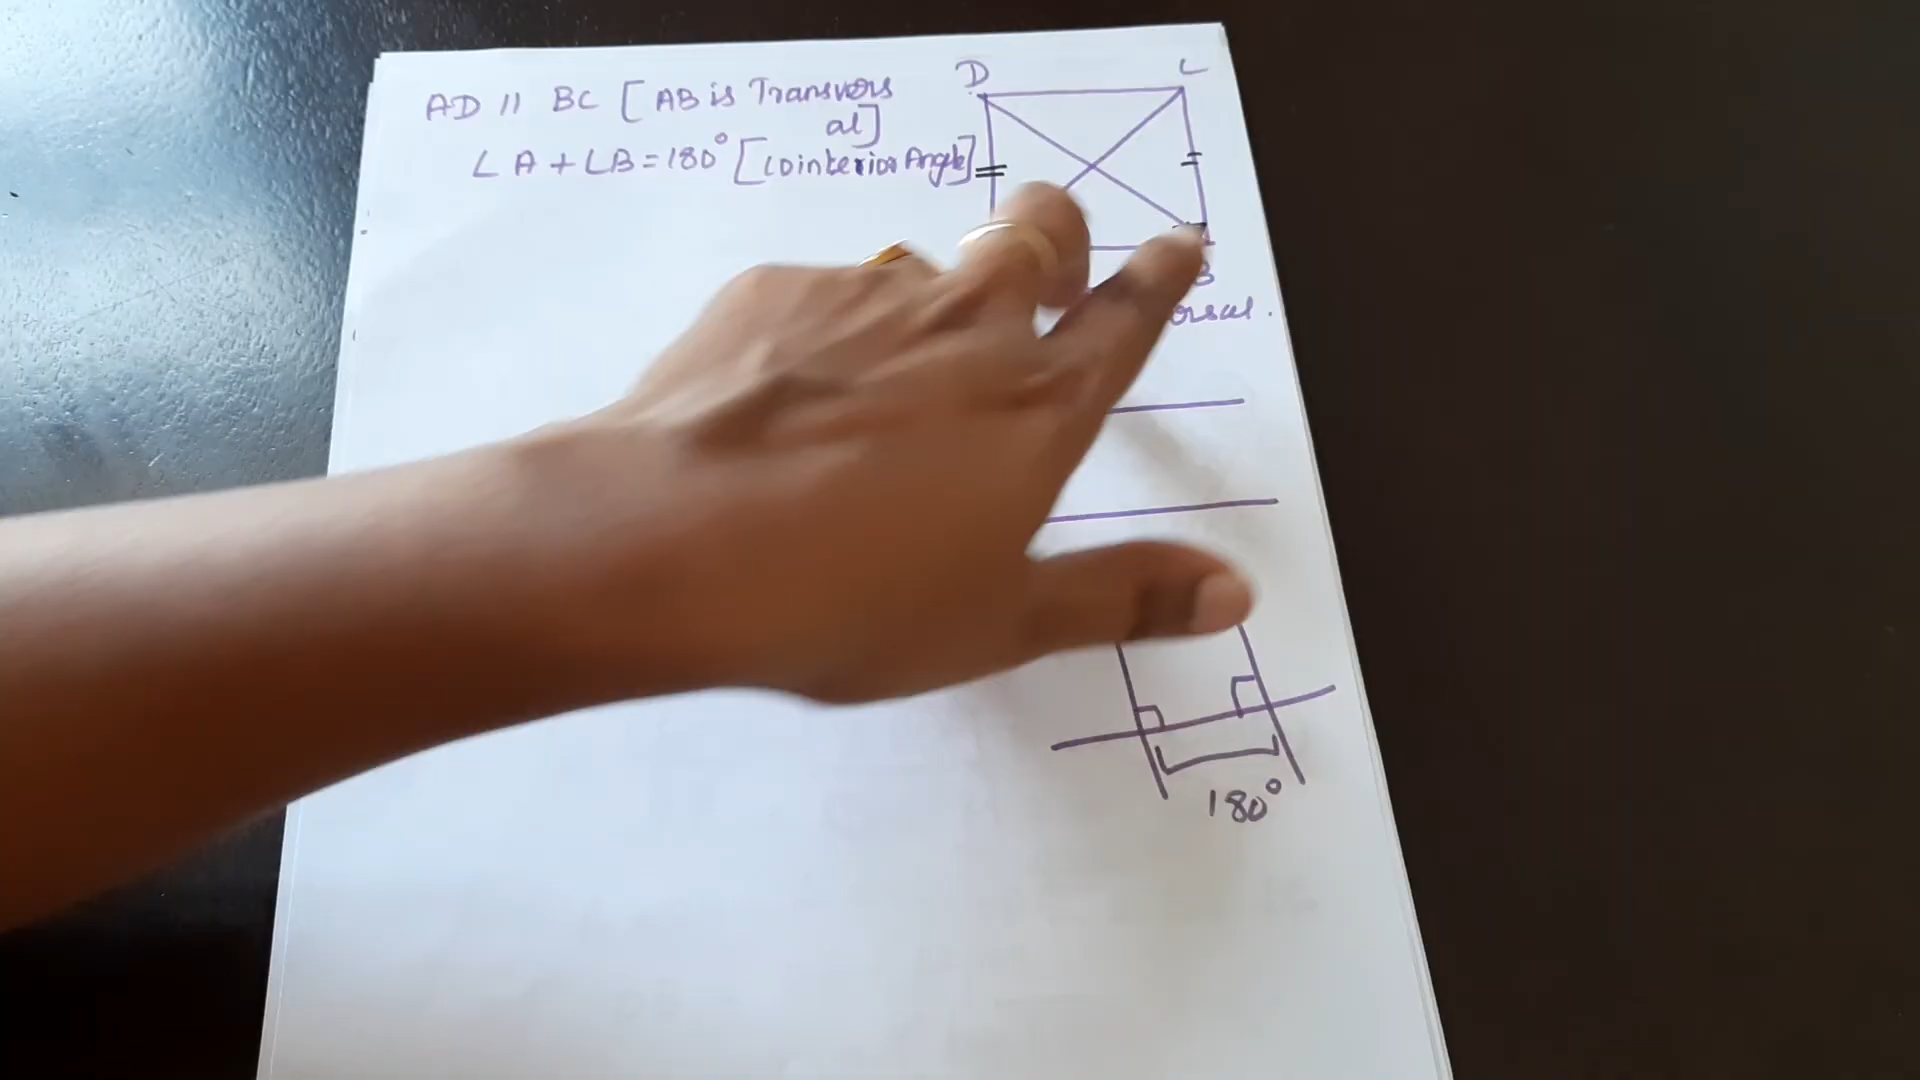 AD || BC [AB is Transvers
al]
∠A + ∠B = 180° [Cointerior Angle]
D C
B
180°